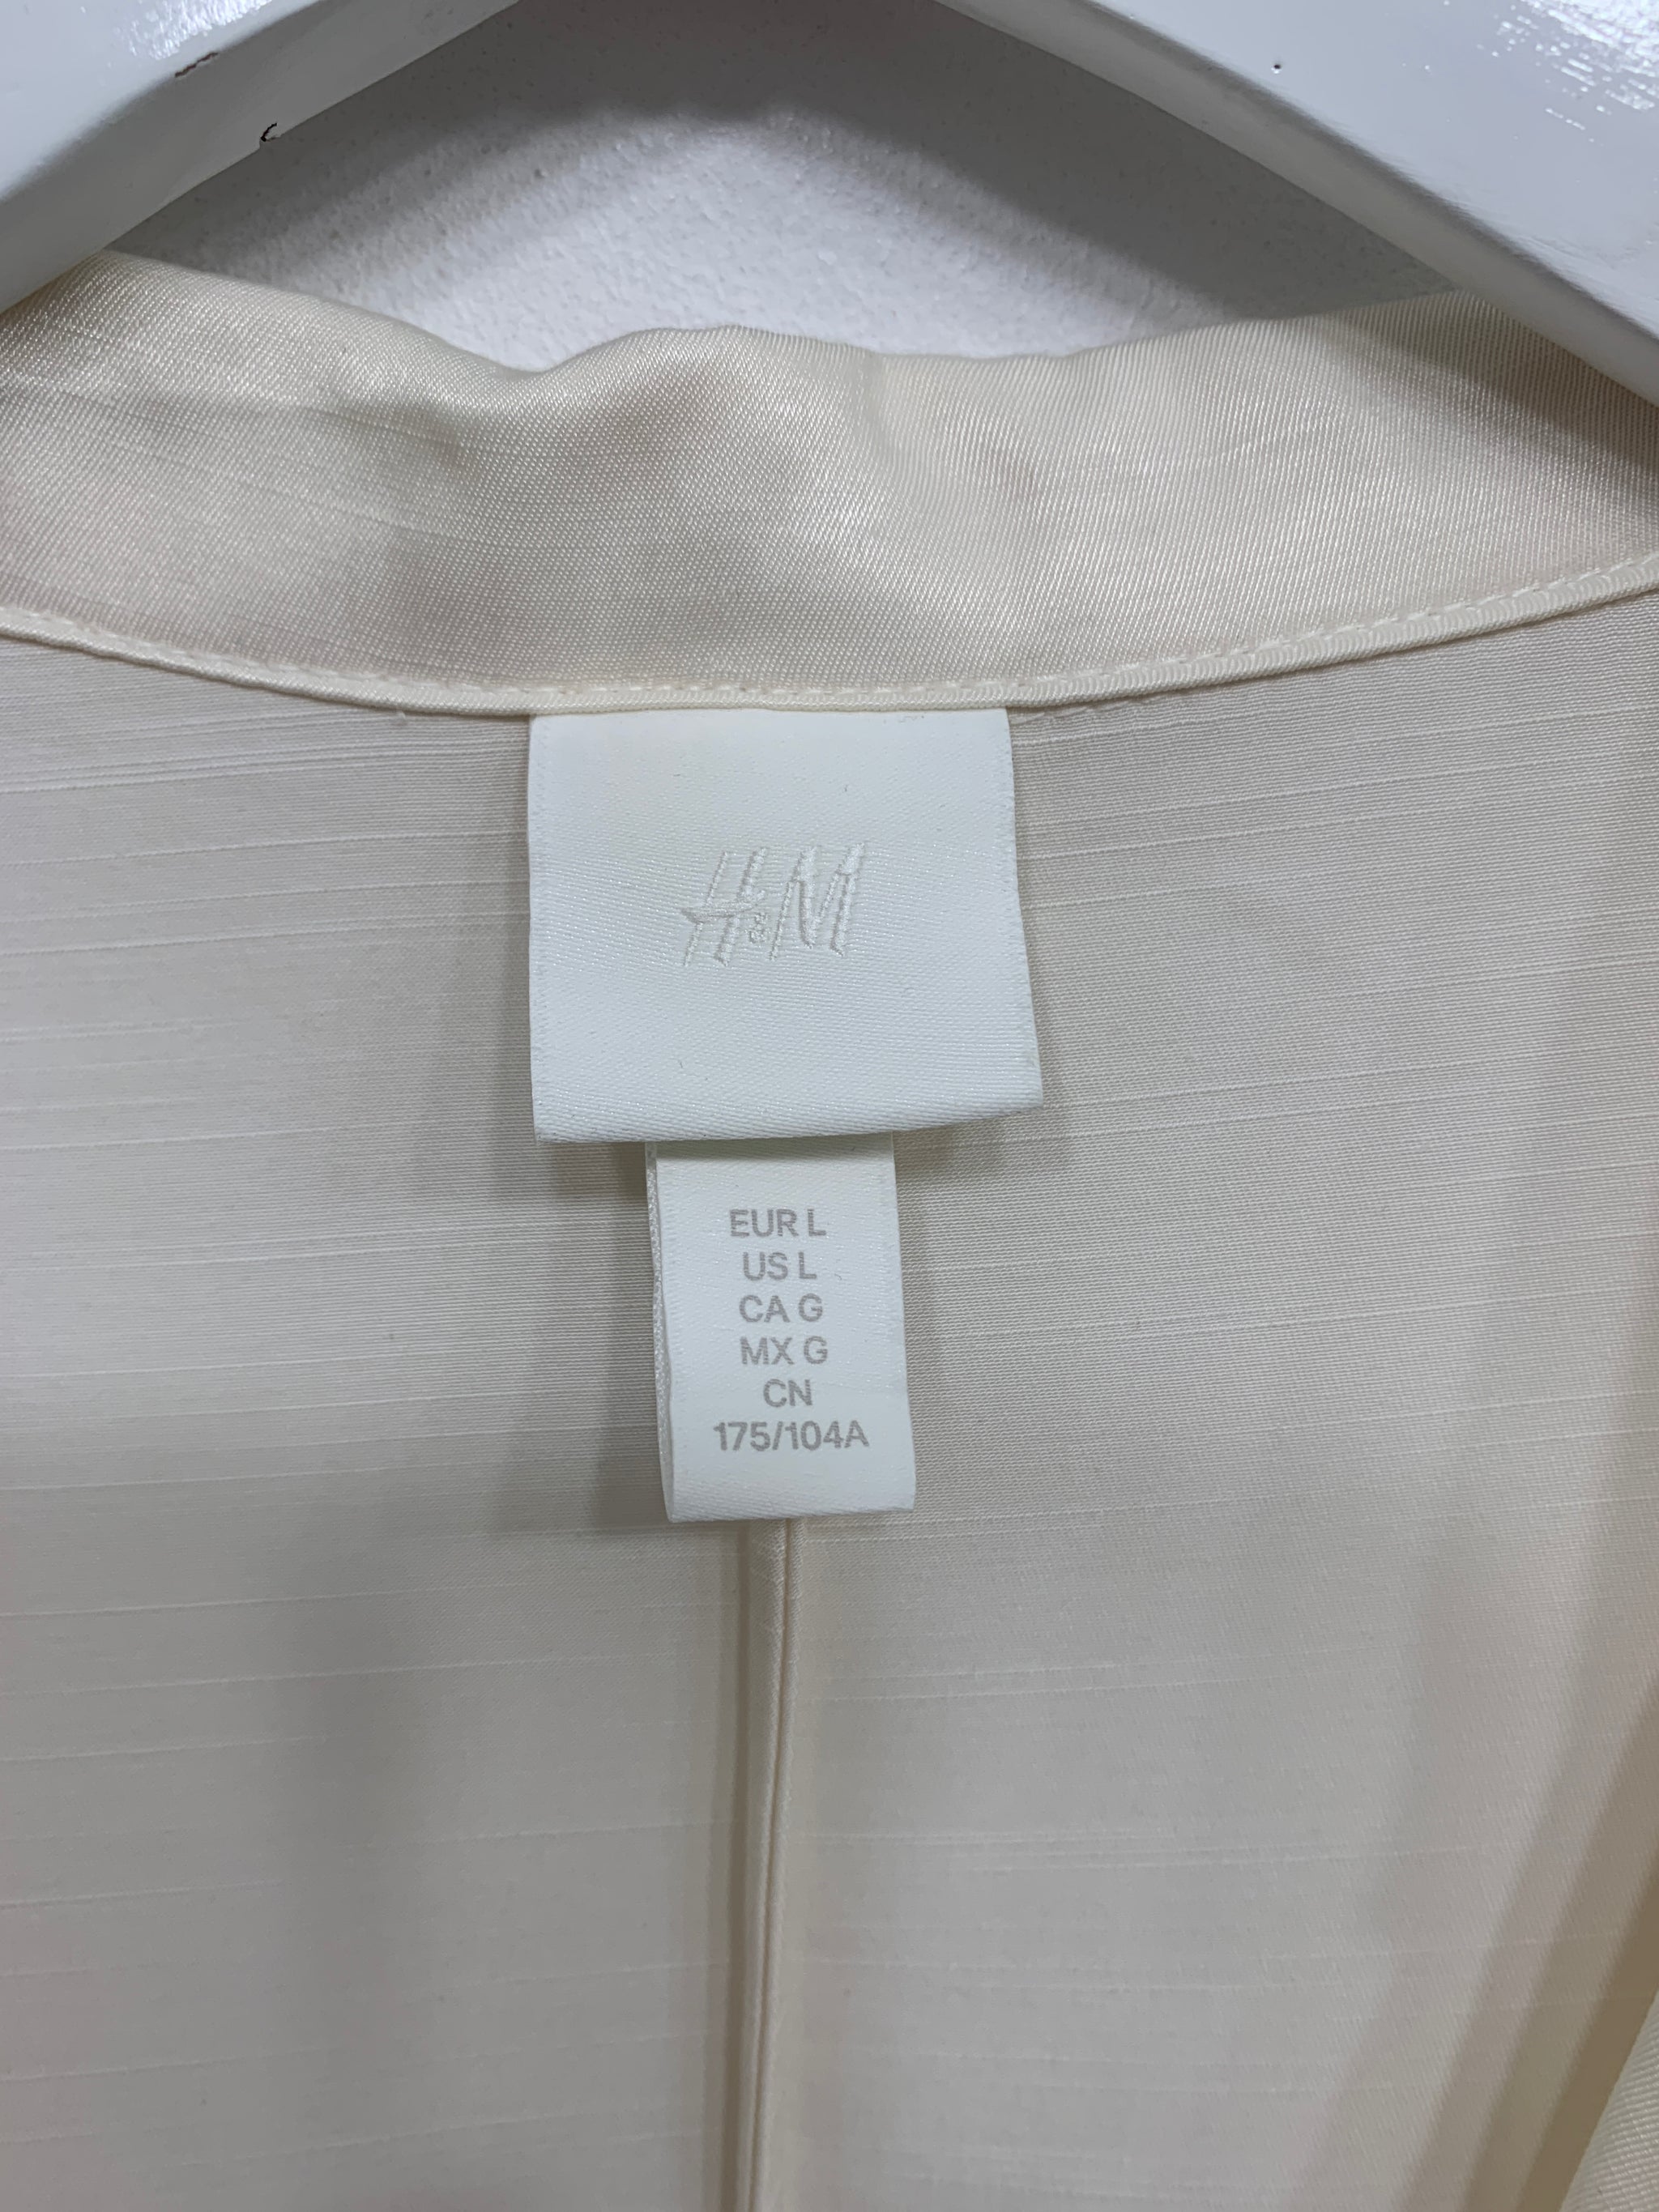 H&M
EUR L
US L
CA G
MX G
CN
175/104A